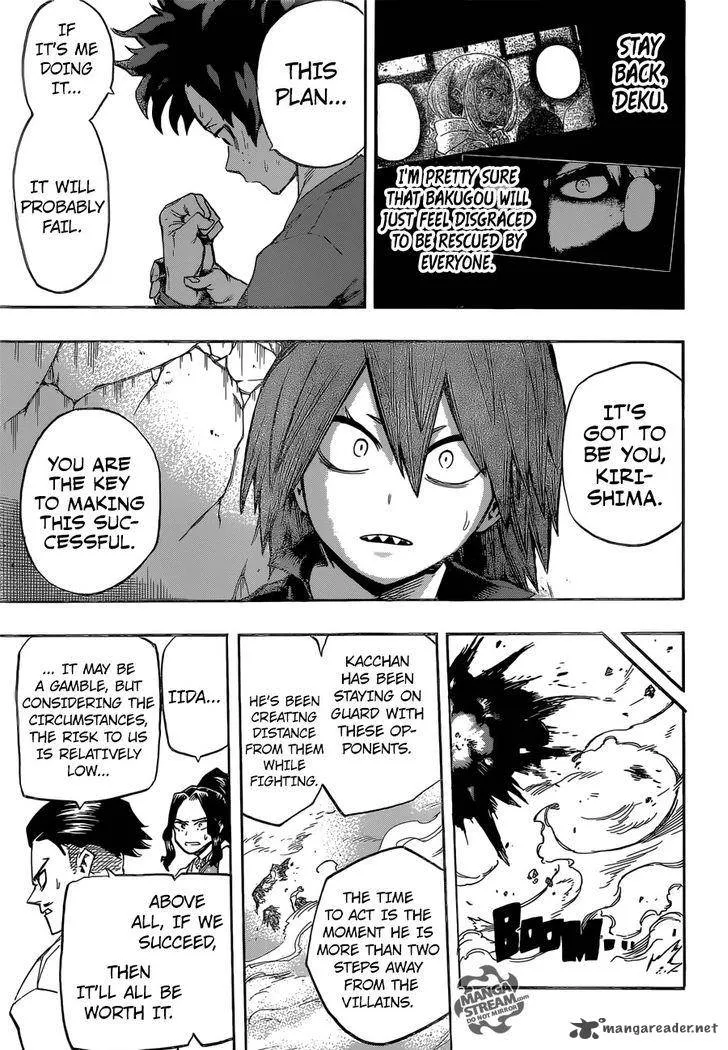 STAY
BACK,
DEKU.
I'M PRETTY SURE
THAT BAKUGOU WILL
JUST FEEL DISGRACED
TO BE RESCUED BY
EVERYONE.
THIS
PLAN...
IF
IT'S ME
DOING
IT...
IT WILL
PROBABLY
FAIL.
IT'S
GOT TO
BE YOU,
KIRI-
SHIMA.
YOU ARE
THE KEY
TO MAKING
THIS SUC-
CESSFUL.
BOOM...
KACCHAN
HAS BEEN
STAYING ON
GUARD WITH
THESE OP-
PONENTS.
HE'S BEEN
CREATING
DISTANCE
FROM THEM
WHILE
FIGHTING.
THE TIME
TO ACT IS THE
MOMENT HE IS
MORE THAN TWO
STEPS AWAY
FROM THE
VILLAINS.
IIDA...
... IT MAY BE
A GAMBLE, BUT
CONSIDERING THE
CIRCUMSTANCES,
THE RISK TO US
IS RELATIVELY
LOW...
ABOVE
ALL, IF WE
SUCCEED,
THEN
IT'LL ALL BE
WORTH IT.
MANGA
STREAM.COM
DO NOT MIRROR
mangareader.net